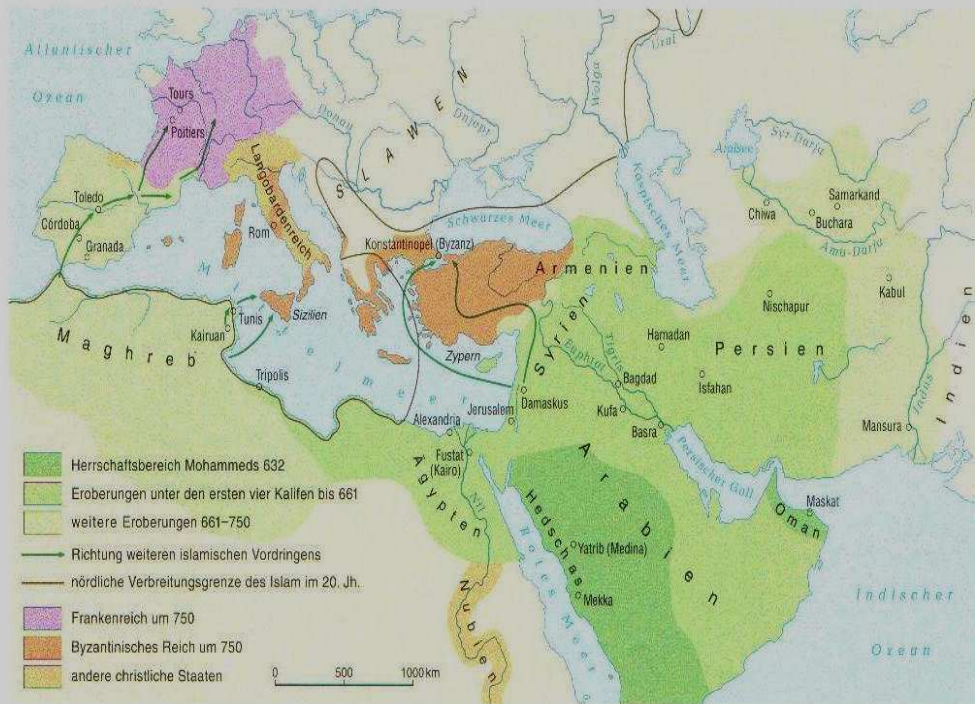 Atlantischer
Ozean
Tours
Poitiers
Donau
Dnjepr
Wolga
Ural
SLAWEN
Aralsee
Syr-Darja
Samarkand
Chiwa
Buchara
Amu-Darja
Kaspisches Meer
Toledo
Córdoba
Granada
Langobardenreich
Rom
Schwarzes Meer
Konstantinopel (Byzanz)
Armenien
Nischapur
Kabul
Maghreb
Kairuan
Tunis
Sizilien
Mittelmeer
Tripolis
Zypern
Syrien
Euphrat
Tigris
Hamadan
Persien
Isfahan
Bagdad
Damaskus
Kufa
Basra
Alexandria
Jerusalem
Fustat
(Kairo)
Ägypten
Nil
Indus
Indien
Mansura
Persischer Golf
Arabien
Hedschas
Yatrib (Medina)
Mekka
Rotes Meer
Oman
Maskat
Nubien
Indischer
Ozean
Herrschaftsbereich Mohammeds 632
Eroberungen unter den ersten vier Kalifen bis 661
weitere Eroberungen 661–750
Richtung weiteren islamischen Vordringens
nördliche Verbreitungsgrenze des Islam im 20. Jh.
Frankenreich um 750
Byzantinisches Reich um 750
andere christliche Staaten
0 500 1000 km